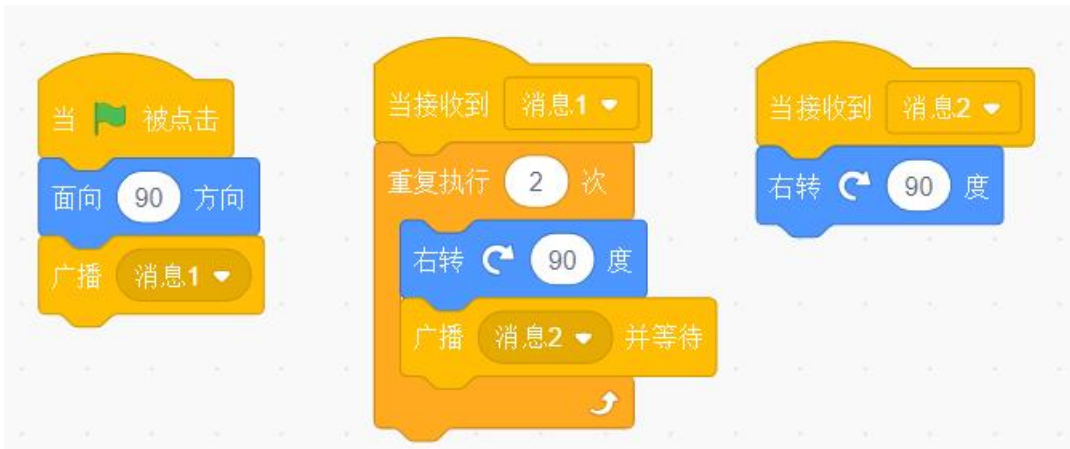 当 被点击
面向 90 方向
广播 消息1
当接收到 消息1
重复执行 2 次
右转 90 度
广播 消息2 并等待
当接收到 消息2
右转 90 度